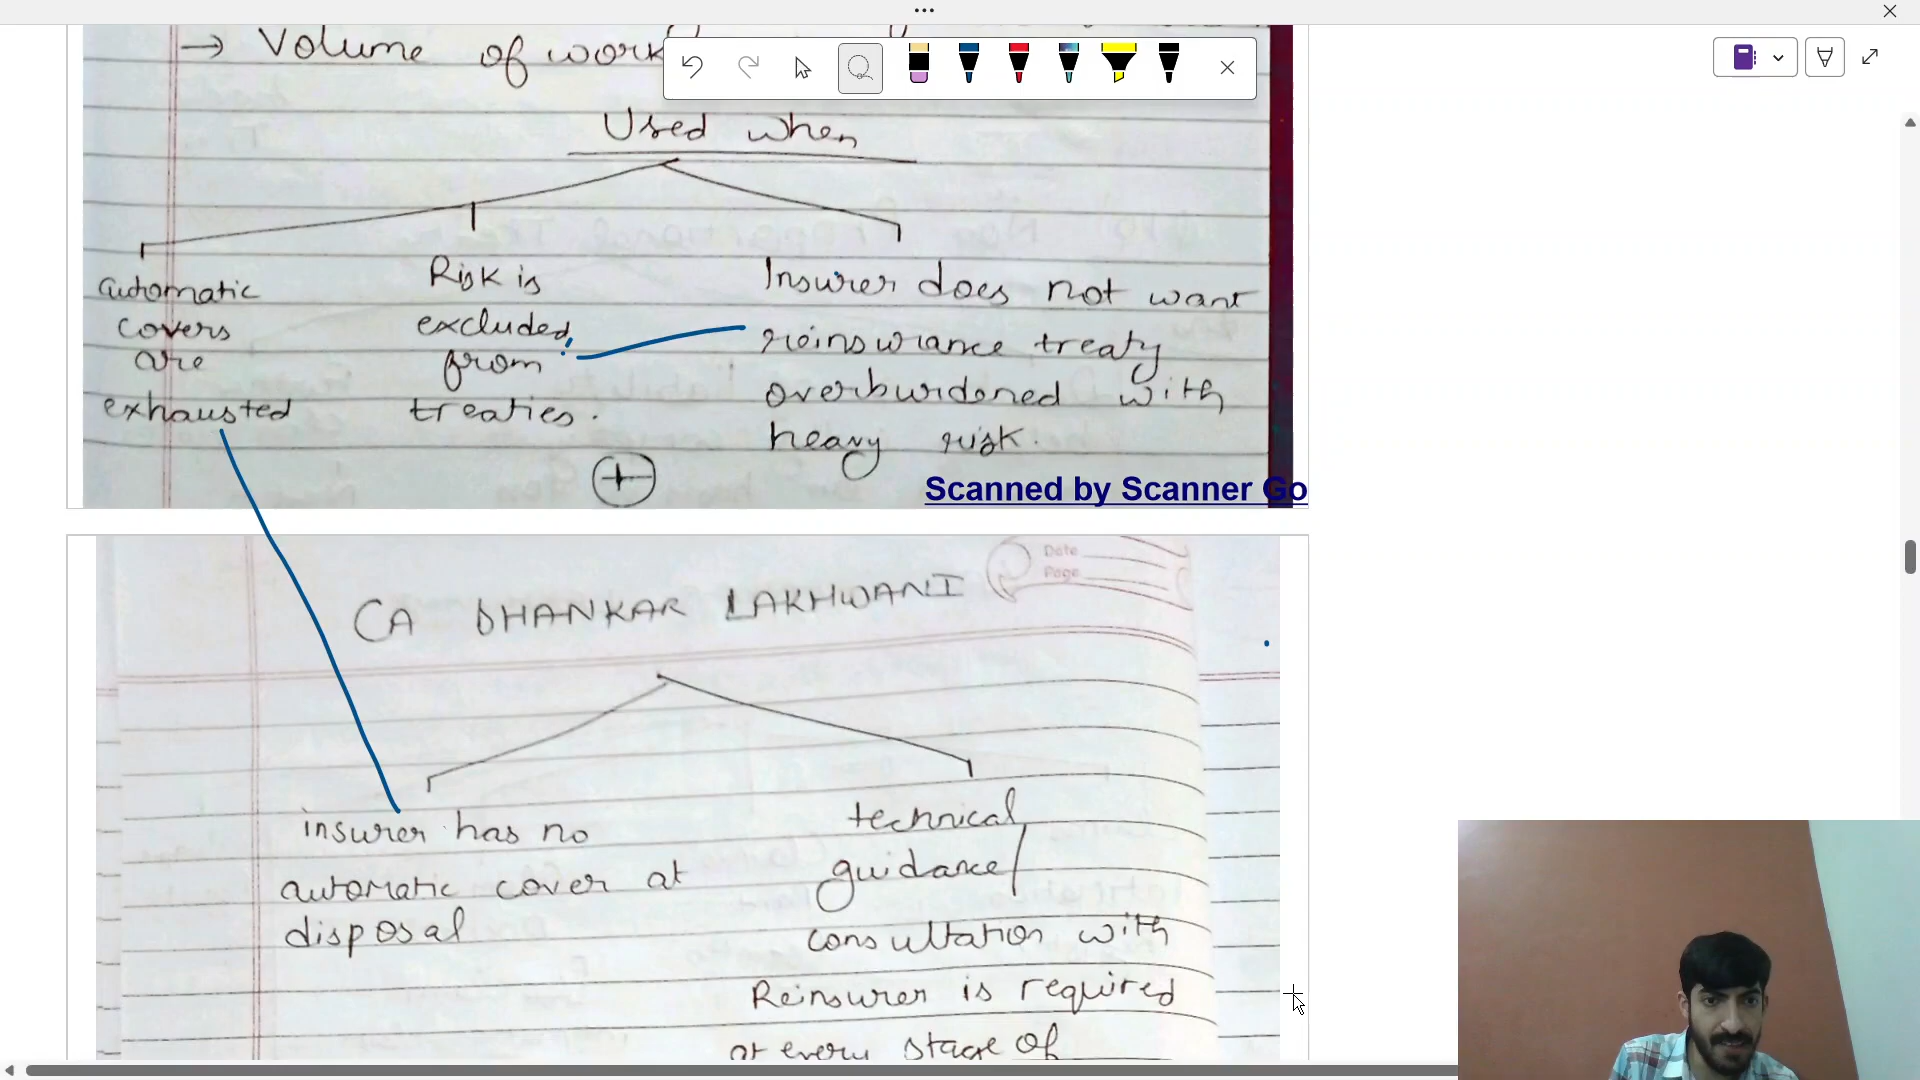 → Volume of work
Used when
automatic
covers
are
exhausted
Risk is
excluded
from
treaties.
Insurer does not want
reinsurance treaty
overburdened with
heavy risk.
Scanned by Scanner Go
Date
Page
CA BHANKAR LAKHWANI
insurer has no
automatic cover at
disposal
technical
guidance/
consultation with
Reinsurer is required
at every stage of